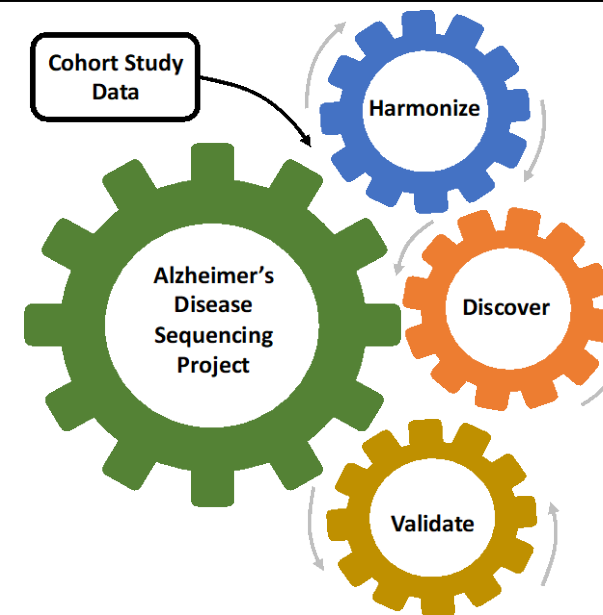 Cohort Study
Data
Harmonize
Alzheimer’s
Disease
Sequencing
Project
Discover
Validate